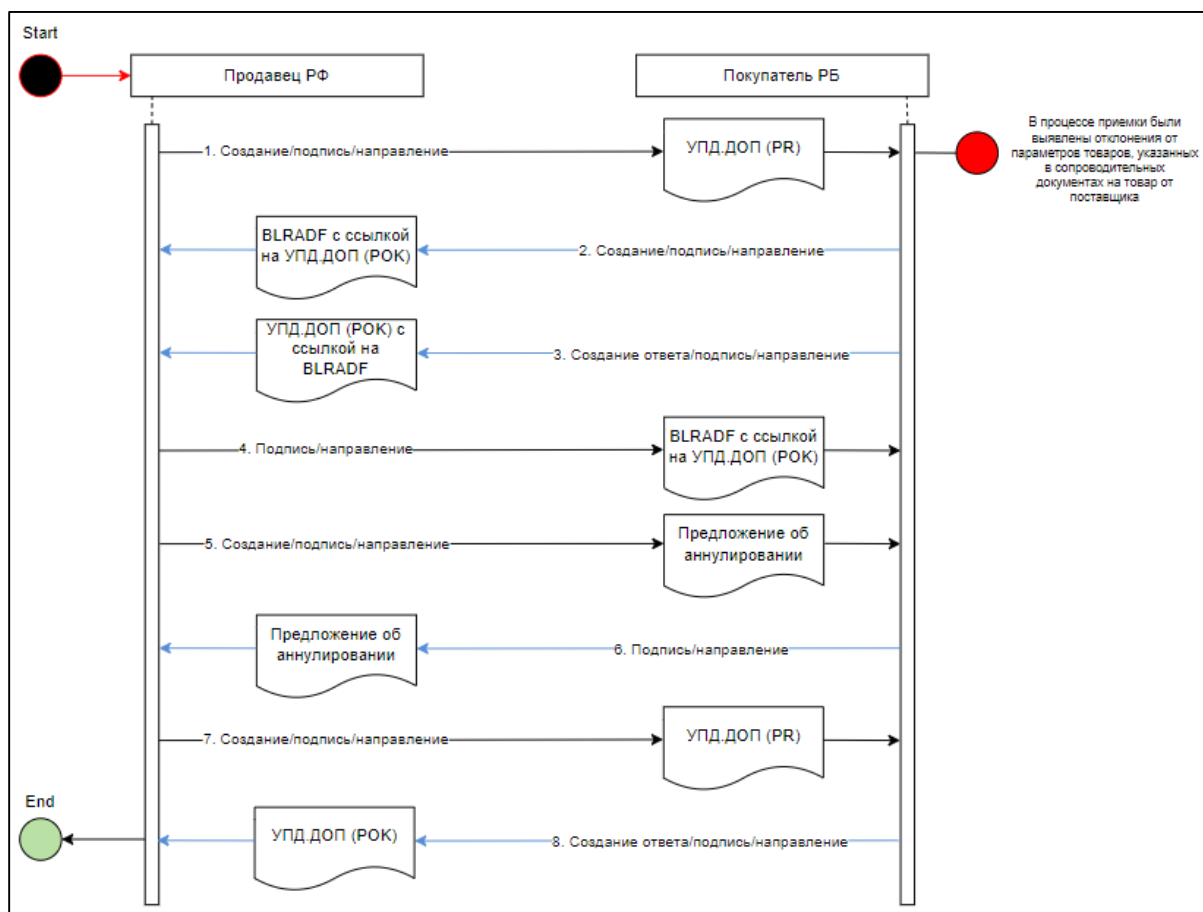 Start
Продавец РФ
Покупатель РБ
В процессе приемки были
выявлены отклонения от
параметров товаров, указанных
в сопроводительных
документах на товар от
поставщика
1. Создание/подпись/направление
УПД.ДОП (PR)
BLRADF с ссылкой
на УПД.ДОП (РОК)
2. Создание/подпись/направление
УПД.ДОП (РОК) с
ссылкой на
BLRADF
3. Создание ответа/подпись/направление
4. Подпись/направление
BLRADF с ссылкой
на УПД.ДОП (РОК)
5. Создание/подпись/направление
Предложение об
аннулировании
Предложение об
аннулировании
6. Подпись/направление
7. Создание/подпись/направление
УПД.ДОП (PR)
End
УПД.ДОП (РОК)
8. Создание ответа/подпись/направление